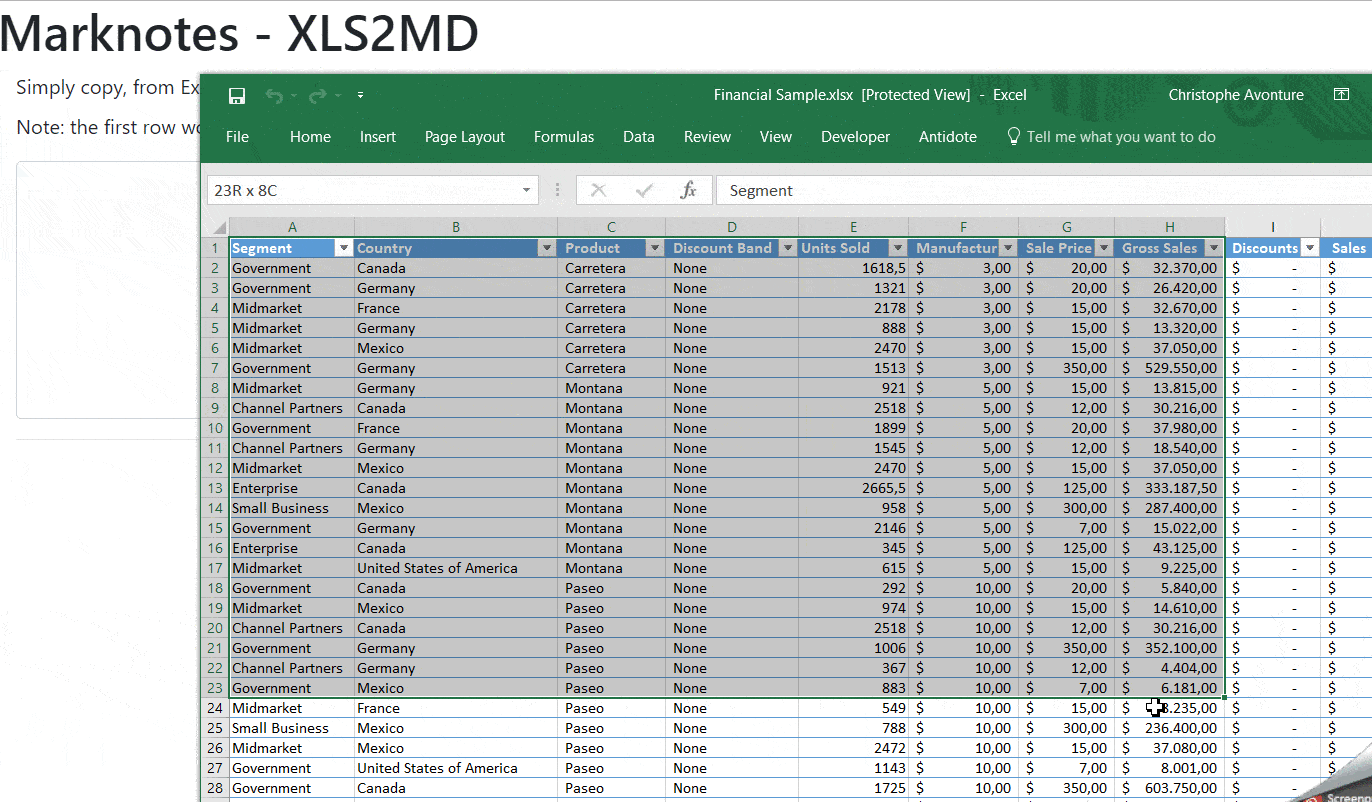 Marknotes - XLS2MD
Simply copy, from Ex
Note: the first row wo
Financial Sample.xlsx [Protected View] - Excel Christophe Avonture
File Home Insert Page Layout Formulas Data Review View Developer Antidote Tell me what you want to do
23R x 8C fx Segment
A B C D E F G H I
1 Segment Country Product Discount Band Units Sold Manufactur Sale Price Gross Sales Discounts Sales
2 Government Canada Carretera None 1618,5 $ 3,00 $ 20,00 $ 32.370,00 $ - $
3 Government Germany Carretera None 1321 $ 3,00 $ 20,00 $ 26.420,00 $ - $
4 Midmarket France Carretera None 2178 $ 3,00 $ 15,00 $ 32.670,00 $ - $
5 Midmarket Germany Carretera None 888 $ 3,00 $ 15,00 $ 13.320,00 $ - $
6 Midmarket Mexico Carretera None 2470 $ 3,00 $ 15,00 $ 37.050,00 $ - $
7 Government Germany Carretera None 1513 $ 3,00 $ 350,00 $ 529.550,00 $ - $
8 Midmarket Germany Montana None 921 $ 5,00 $ 15,00 $ 13.815,00 $ - $
9 Channel Partners Canada Montana None 2518 $ 5,00 $ 12,00 $ 30.216,00 $ - $
10 Government France Montana None 1899 $ 5,00 $ 20,00 $ 37.980,00 $ - $
11 Channel Partners Germany Montana None 1545 $ 5,00 $ 12,00 $ 18.540,00 $ - $
12 Midmarket Mexico Montana None 2470 $ 5,00 $ 15,00 $ 37.050,00 $ - $
13 Enterprise Canada Montana None 2665,5 $ 5,00 $ 125,00 $ 333.187,50 $ - $
14 Small Business Mexico Montana None 958 $ 5,00 $ 300,00 $ 287.400,00 $ - $
15 Government Germany Montana None 2146 $ 5,00 $ 7,00 $ 15.022,00 $ - $
16 Enterprise Canada Montana None 345 $ 5,00 $ 125,00 $ 43.125,00 $ - $
17 Midmarket United States of America Montana None 615 $ 5,00 $ 15,00 $ 9.225,00 $ - $
18 Government Canada Paseo None 292 $ 10,00 $ 20,00 $ 5.840,00 $ - $
19 Midmarket Mexico Paseo None 974 $ 10,00 $ 15,00 $ 14.610,00 $ - $
20 Channel Partners Canada Paseo None 2518 $ 10,00 $ 12,00 $ 30.216,00 $ - $
21 Government Germany Paseo None 1006 $ 10,00 $ 350,00 $ 352.100,00 $ - $
22 Channel Partners Germany Paseo None 367 $ 10,00 $ 12,00 $ 4.404,00 $ - $
23 Government Mexico Paseo None 883 $ 10,00 $ 7,00 $ 6.181,00 $ - $
24 Midmarket France Paseo None 549 $ 10,00 $ 15,00 $ 8.235,00 $ - $
25 Small Business Mexico Paseo None 788 $ 10,00 $ 300,00 $ 236.400,00 $ - $
26 Midmarket Mexico Paseo None 2472 $ 10,00 $ 15,00 $ 37.080,00 $ - $
27 Government United States of America Paseo None 1143 $ 10,00 $ 7,00 $ 8.001,00 $ - $
28 Government Canada Paseo None 1725 $ 10,00 $ 350,00 $ 603.750,00 $ - $